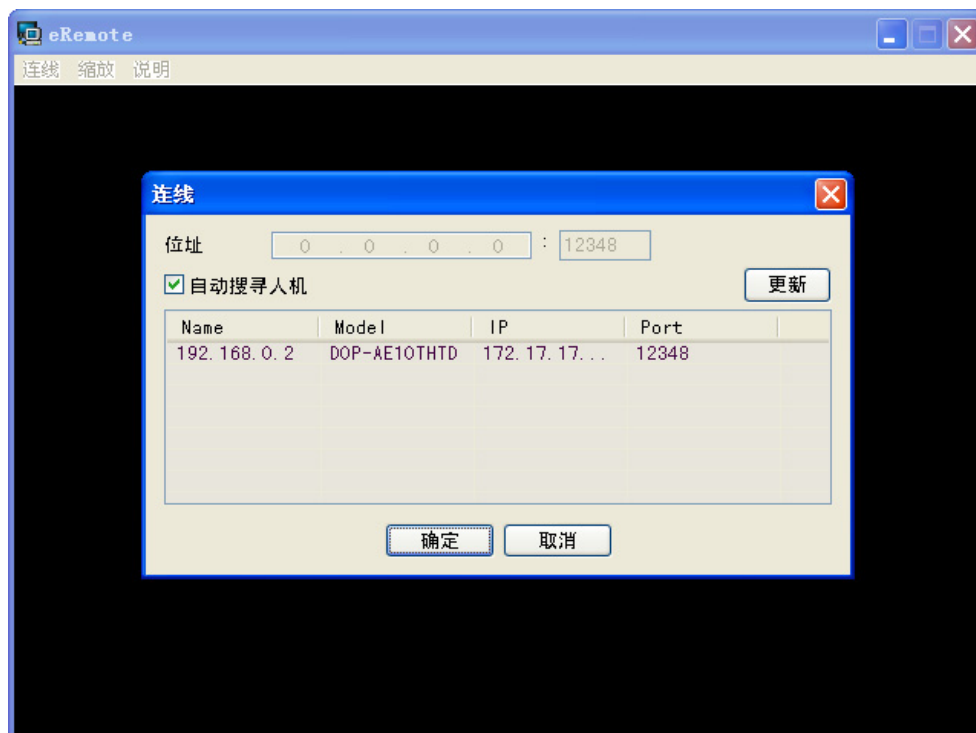 eRemote
连线 缩放 说明
连线
位址 0 . 0 . 0 . 0 : 12348
自动搜寻人机 更新
Name Model IP Port
192.168.0.2 DOP-AE10THTD 172.17.17... 12348
确定 取消